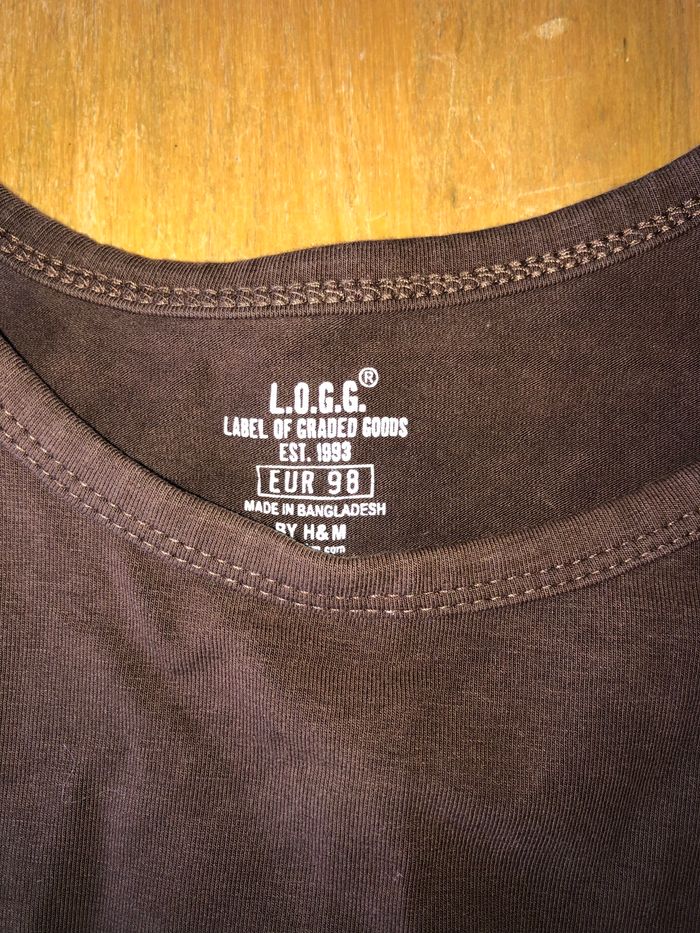 L.O.G.G.®
LABEL OF GRADED GOODS
EST. 1993
EUR 98
MADE IN BANGLADESH
BY H&M